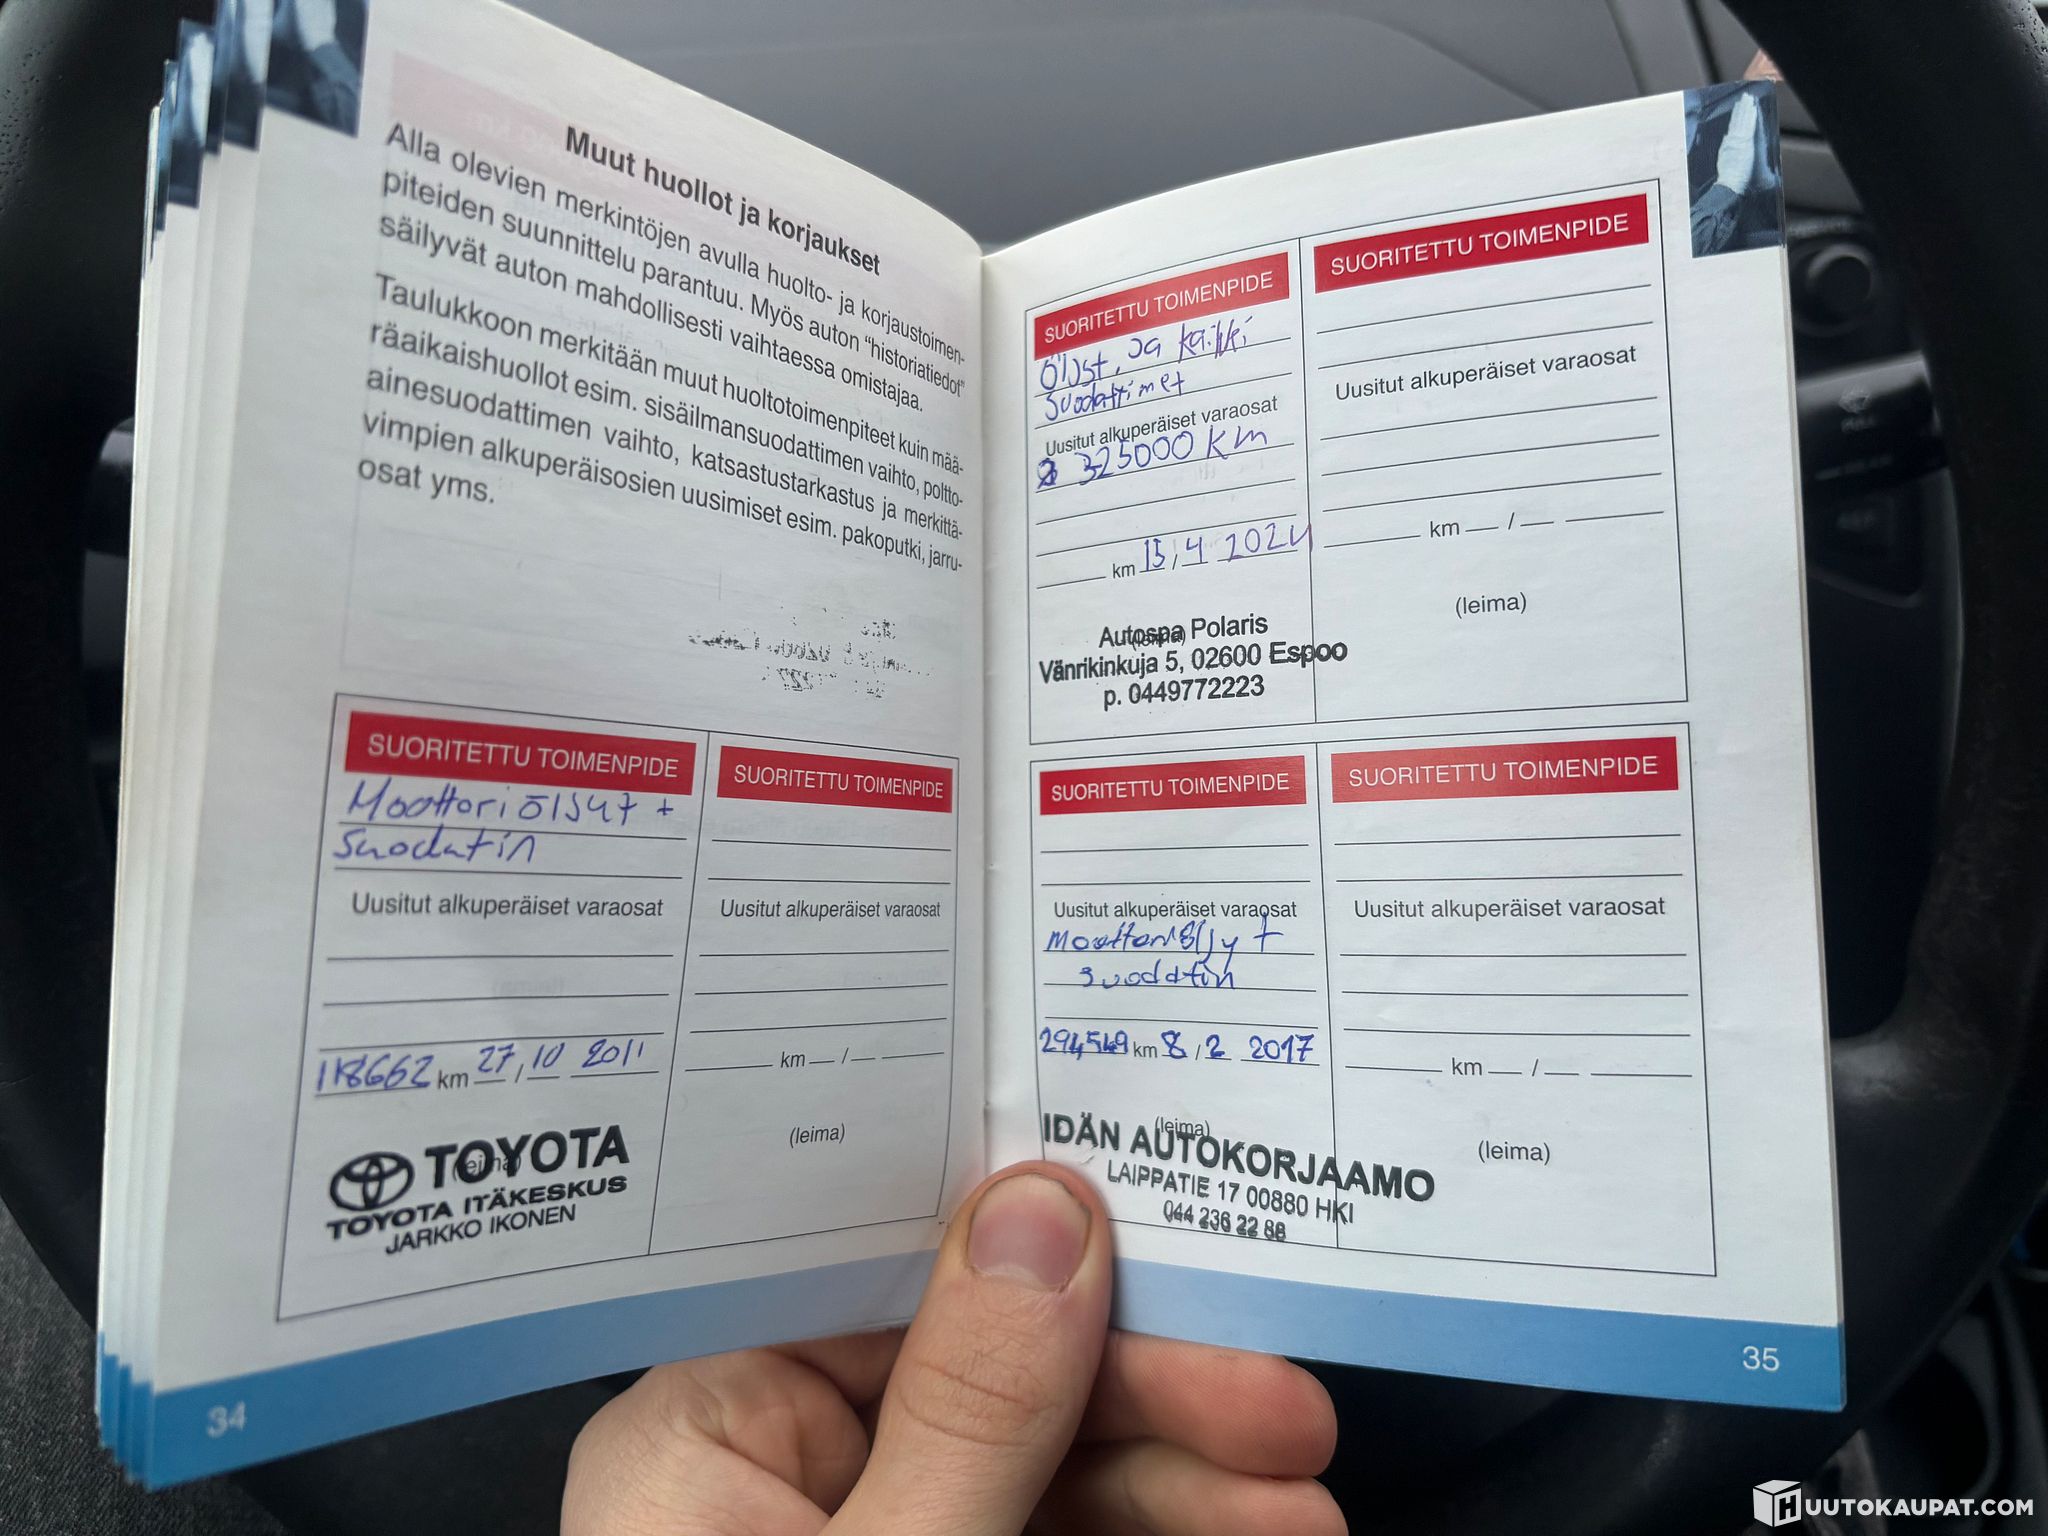 Muut huollot ja korjaukset
Alla olevien merkintöjen avulla huolto- ja korjaustoimen-
piteiden suunnittelu parantuu. Myös auton "historiatiedot"
säilyvät auton mahdollisesti vaihtaessa omistajaa.
Taulukkoon merkitään muut huoltotoimenpiteet kuin mää-
räaikaishuollot esim. sisäilmansuodattimen vaihto, poltto-
ainesuodattimen vaihto, katsastustarkastus ja merkittä-
vimpien alkuperäisosien uusimiset esim. pakoputki, jarru-
osat yms.
SUORITETTU TOIMENPIDE
Moottoriöljyt +
Suodatin
Uusitut alkuperäiset varaosat
118662 km 27 / 10 2011
(leima)
TOYOTA
TOYOTA ITÄKESKUS
JARKKO IKONEN
SUORITETTU TOIMENPIDE
Uusitut alkuperäiset varaosat
km / 
(leima)
34
SUORITETTU TOIMENPIDE
Öljyt. ja kaikki
suodattimet
Uusitut alkuperäiset varaosat
325000 km
km 15 / 4 2024
(leima)
Autospa Polaris
Vänrikinkuja 5, 02600 Espoo
p. 0449772223
SUORITETTU TOIMENPIDE
Uusitut alkuperäiset varaosat
km /
(leima)
SUORITETTU TOIMENPIDE
Uusitut alkuperäiset varaosat
moottoriöljy +
suodatin
294,549 km 8 / 2 2017
(leima)
IDÄN AUTOKORJAAMO
LAIPPATIE 17 00880 HKI
044 236 22 88
SUORITETTU TOIMENPIDE
Uusitut alkuperäiset varaosat
km /
(leima)
35
HUUTOKAUPAT.COM